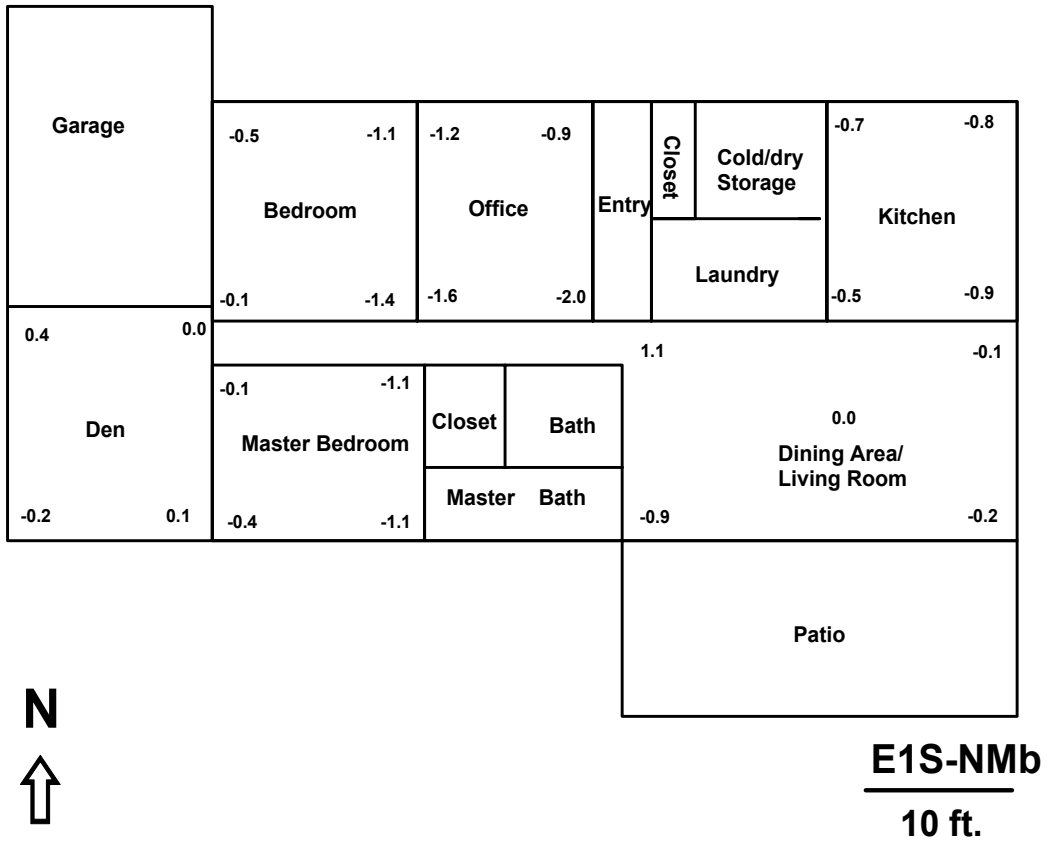 Garage
-0.5 -1.1 -1.2 -0.9
Closet
Cold/dry
Storage
-0.7 -0.8
Bedroom Office Entry Kitchen
Laundry
-0.1 -1.4 -1.6 -2.0 -0.5 -0.9
0.4 0.0
1.1 -0.1
-0.1 -1.1
0.0
Den Master Bedroom Closet Bath
Dining Area/
Living Room
Master Bath
-0.2 0.1 -0.4 -1.1 -0.9 -0.2
Patio
N
E1S-NMb
10 ft.